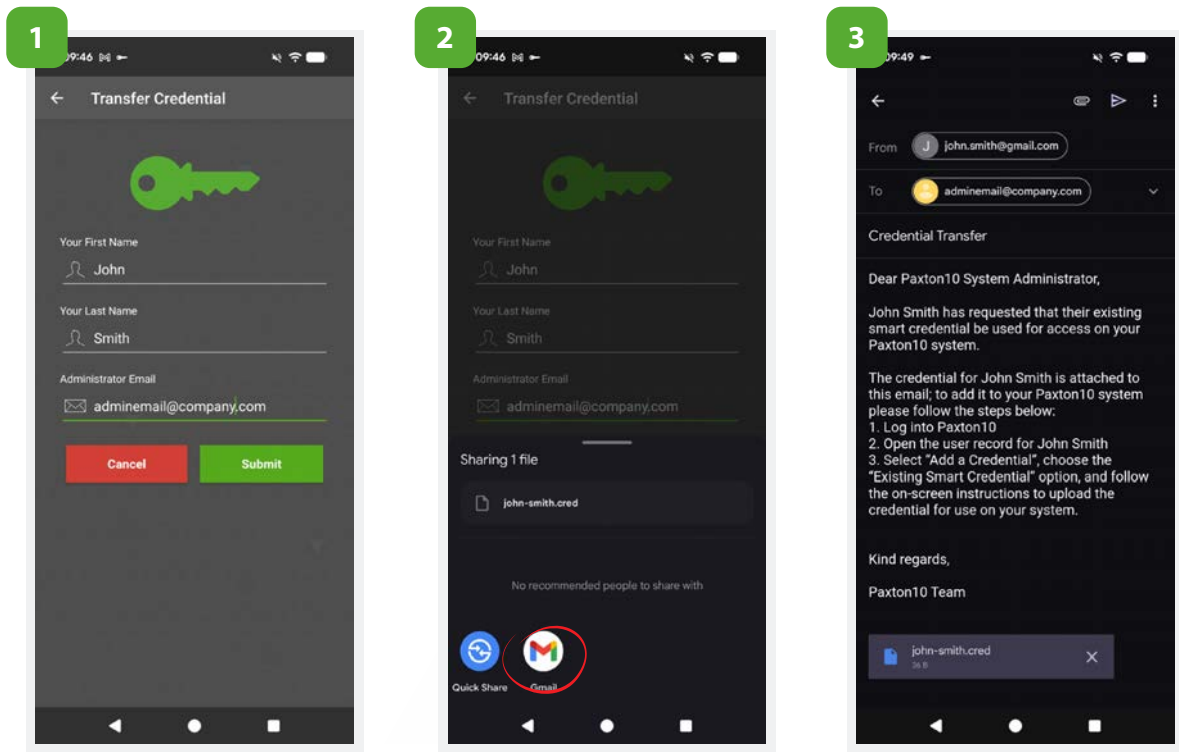 1
09:46
Transfer Credential
Your First Name
John
Your Last Name
Smith
Administrator Email
adminemail@company.com
Cancel
Submit
2
09:46
Transfer Credential
Your First Name
John
Your Last Name
Smith
Administrator Email
adminemail@company.com
Sharing 1 file
john-smith.cred
No recommended people to share with
Quick Share
Gmail
3
09:49
From
J
john.smith@gmail.com
To
adminemail@company.com
Credential Transfer
Dear Paxton10 System Administrator,
John Smith has requested that their existing
smart credential be used for access on your
Paxton10 system.
The credential for John Smith is attached to
this email; to add it to your Paxton10 system
please follow the steps below:
1. Log into Paxton10
2. Open the user record for John Smith
3. Select "Add a Credential", choose the
"Existing Smart Credential" option, and follow
the on-screen instructions to upload the
credential for use on your system.
Kind regards,
Paxton10 Team
john-smith.cred
36 B